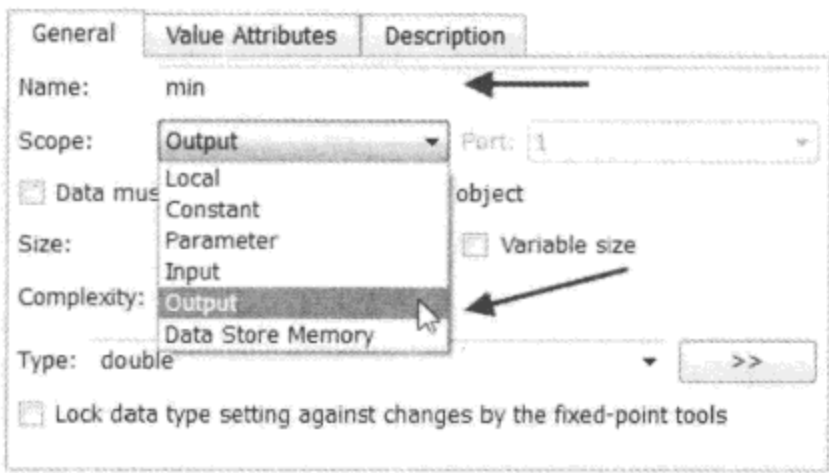 General Value Attributes Description
Name: min
Scope: Output Port: 1
Local
Data mus object
Constant
Parameter
Size: Variable size
Input
Complexity: Output
Data Store Memory
Type: double >>
Lock data type setting against changes by the fixed-point tools